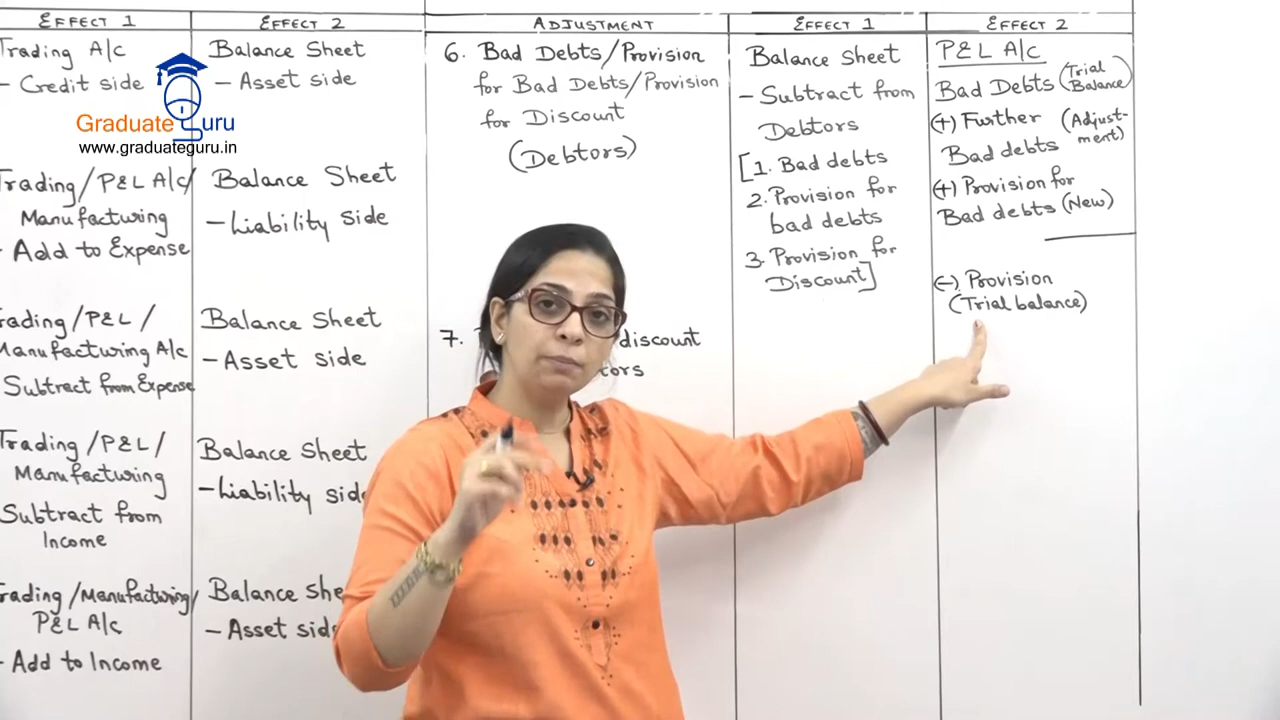 EFFECT 1
Trading A/c
- Credit side
Trading/P&L A/c/
Manufacturing
- Add to Expense
Trading/P&L/
Manufacturing A/c
Subtract from Expense
Trading/P&L/
Manufacturing
Subtract from
Income
Trading/Manufacturing/
P&L A/c
- Add to Income
EFFECT 2
Balance Sheet
- Asset side
Balance Sheet
- Liability side
Balance Sheet
- Asset side
Balance Sheet
- Liability side
Balance She
- Asset side
Graduate Guru
www.graduateguru.in
ADJUSTMENT
6. Bad Debts/Provision
for Bad Debts/Provision
for Discount
(Debtors)
7. discount
tors
EFFECT 1
Balance Sheet
- Subtract from
Debtors
[1. Bad debts
2. Provision for
bad debts
3. Provision for
Discount]
EFFECT 2
P&L A/c
Bad Debts (Trial Balance)
(+) Further (Adjust-
Bad debts ment)
(+) Provision for
Bad debts (New)
(-) Provision
(Trial balance)